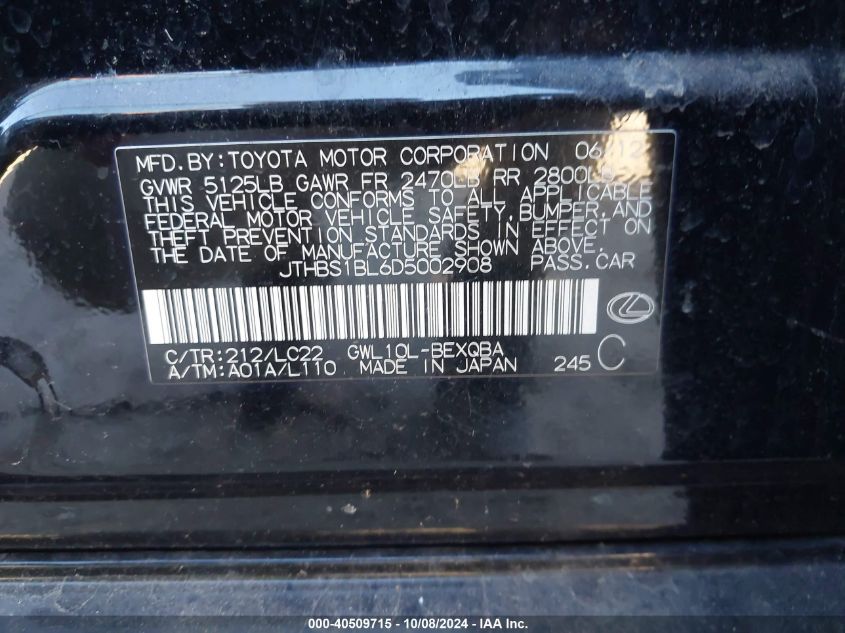 MFD.BY:TOYOTA MOTOR CORPORATION 06/12
GVWR 5125LB GAWR FR 2470LB RR 2800LB
THIS VEHICLE CONFORMS TO ALL APPLICABLE
FEDERAL MOTOR VEHICLE SAFETY,BUMPER,AND
THEFT PREVENTION STANDARDS IN EFFECT ON
THE DATE OF MANUFACTURE SHOWN ABOVE.
JTHBS1BL6D5002908 PASS.CAR
C/TR:212/LC22 GWL10L-BEXQBA
A/TM:A01A/L110 MADE IN JAPAN 245 C
000-40509715 - 10/08/2024 - IAA Inc.